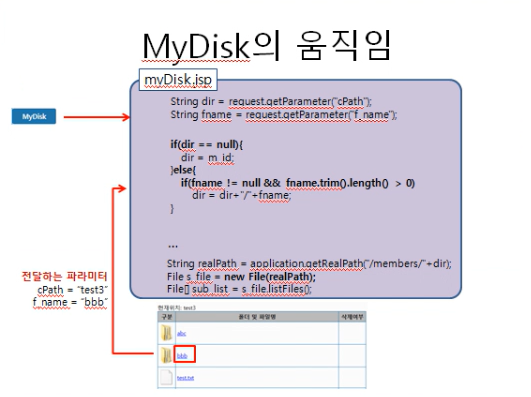 MyDisk의 움직임
myDisk.jsp
MyDisk
String dir = request.getParameter("cPath");
String fname = request.getParameter("f_name");
if(dir == null){
dir = m_id;
}else{
if(fname != null && fname.trim().length() > 0)
dir = dir+"/"+fname;
}
...
String realPath = application.getRealPath("/members/"+dir);
File s_file = new File(realPath);
File[] sub_list = s_file.listFiles();
전달하는 파라미터
cPath = "test3"
f_name = "bbb"
현재위치: test3
구분 폴더 및 파일명 삭제여부
abc
bbb
test.txt